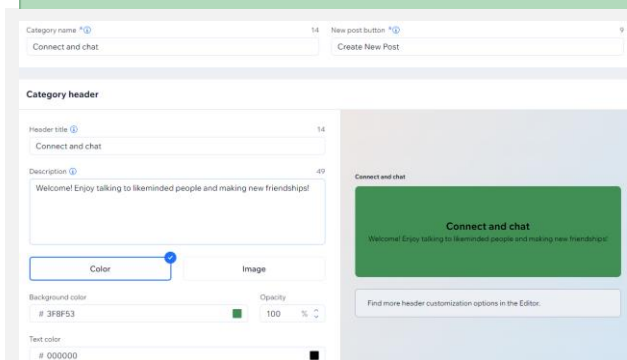 Category name * 14 New post button * 9
Connect and chat Create New Post
Category header
Header title 14
Connect and chat
Description 49
Welcome! Enjoy talking to likeminded people and making new friendships!
Color Image
Background color Opacity
# 3F8F53 100 %
Text color
# 000000
Connect and chat
Connect and chat
Welcome! Enjoy talking to likeminded people and making new friendships!
Find more header customization options in the Editor.